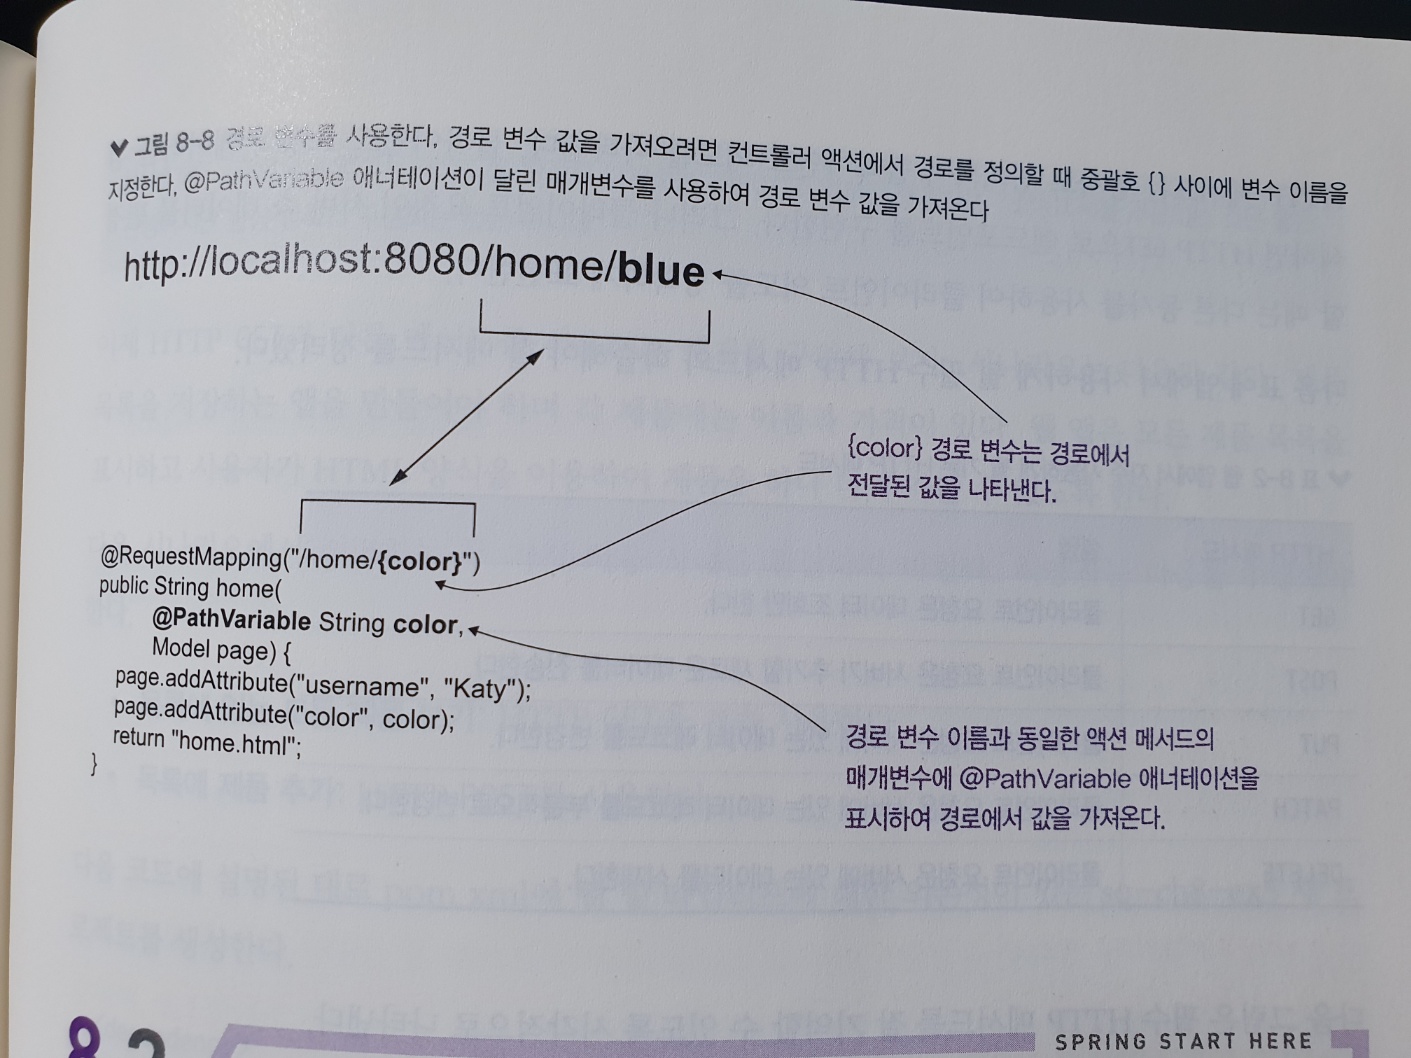 그림 8-8 경로 변수를 사용한다, 경로 변수 값을 가져오려면 컨트롤러 액션에서 경로를 정의할 때 중괄호 {} 사이에 변수 이름을
지정한다. @PathVariable 애너테이션이 달린 매개변수를 사용하여 경로 변수 값을 가져온다
http://localhost:8080/home/blue
{color} 경로 변수는 경로에서
전달된 값을 나타낸다.
@RequestMapping("/home/{color}")
public String home(
@PathVariable String color,
Model page) {
page.addAttribute("username", "Katy");
page.addAttribute("color", color);
return "home.html";
}
경로 변수 이름과 동일한 액션 메서드의
매개변수에 @PathVariable 애너테이션을
표시하여 경로에서 값을 가져온다.
SPRING START HERE